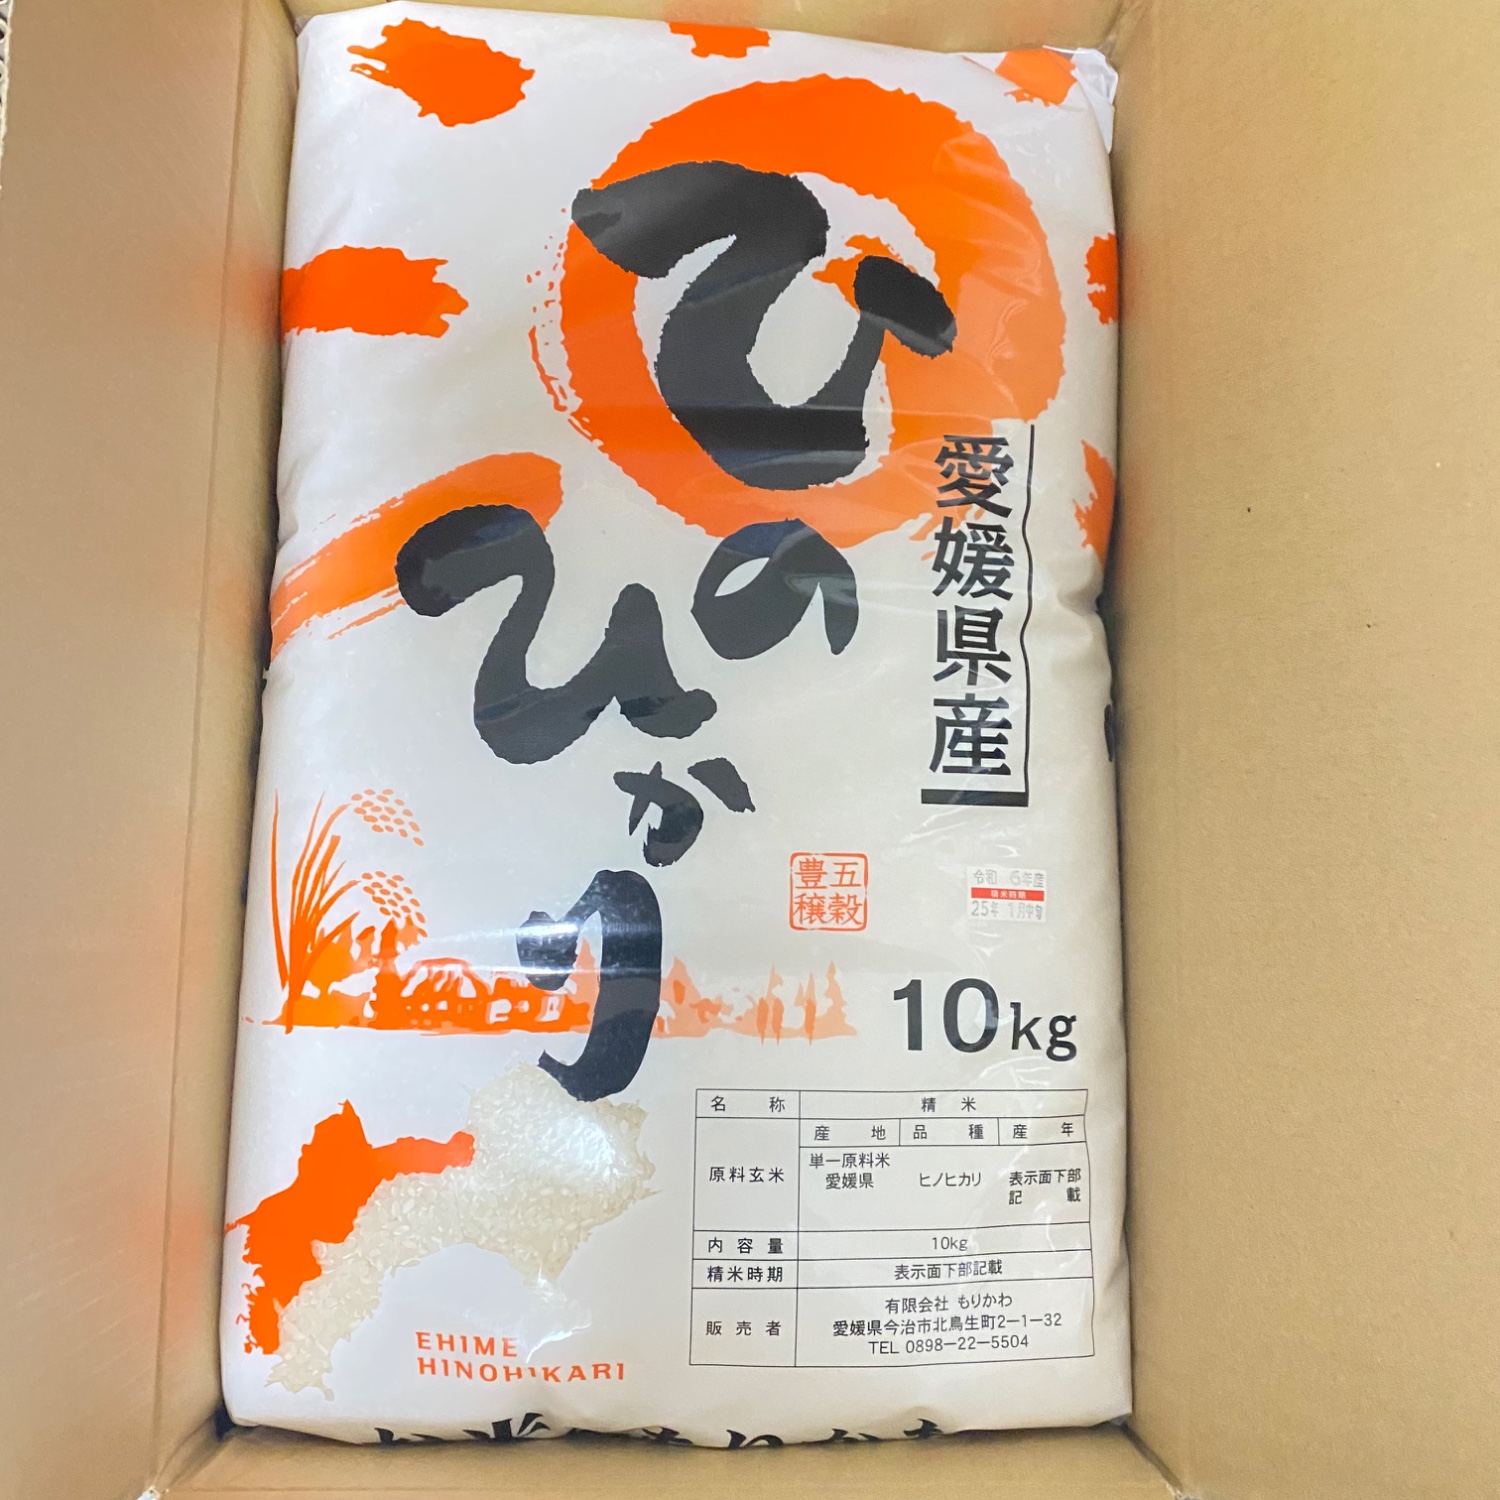 ひのひかり
愛媛県産
五穀
豊穣
令和 6年産
精米時期
25年 1月中旬
10kg
名称 精米
産地 品種 産年
原料玄米 単一原料米 愛媛県 ヒノヒカリ 表示面下部記載
内容量 10kg
精米時期 表示面下部記載
販売者 有限会社 もりかわ
愛媛県今治市北鳥生町2-1-32
TEL 0898-22-5504
EHIME
HINOHIKARI